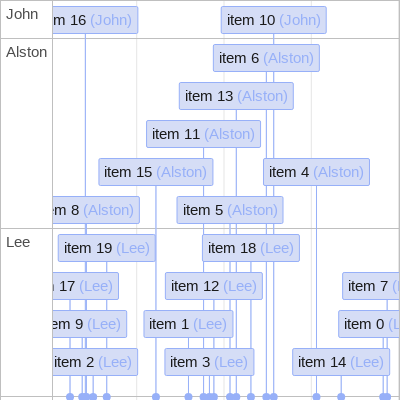 John
m 16 (John)
item 10 (John)
Alston
item 6 (Alston)
item 13 (Alston)
item 11 (Alston)
item 15 (Alston)
item 4 (Alston)
m 8 (Alston)
item 5 (Alston)
Lee
item 19 (Lee)
item 18 (Lee)
17 (Lee)
item 12 (Lee)
item 7 (
m 9 (Lee)
item 1 (Lee)
item 0 (L
item 2 (Lee)
item 3 (Lee)
item 14 (Lee)